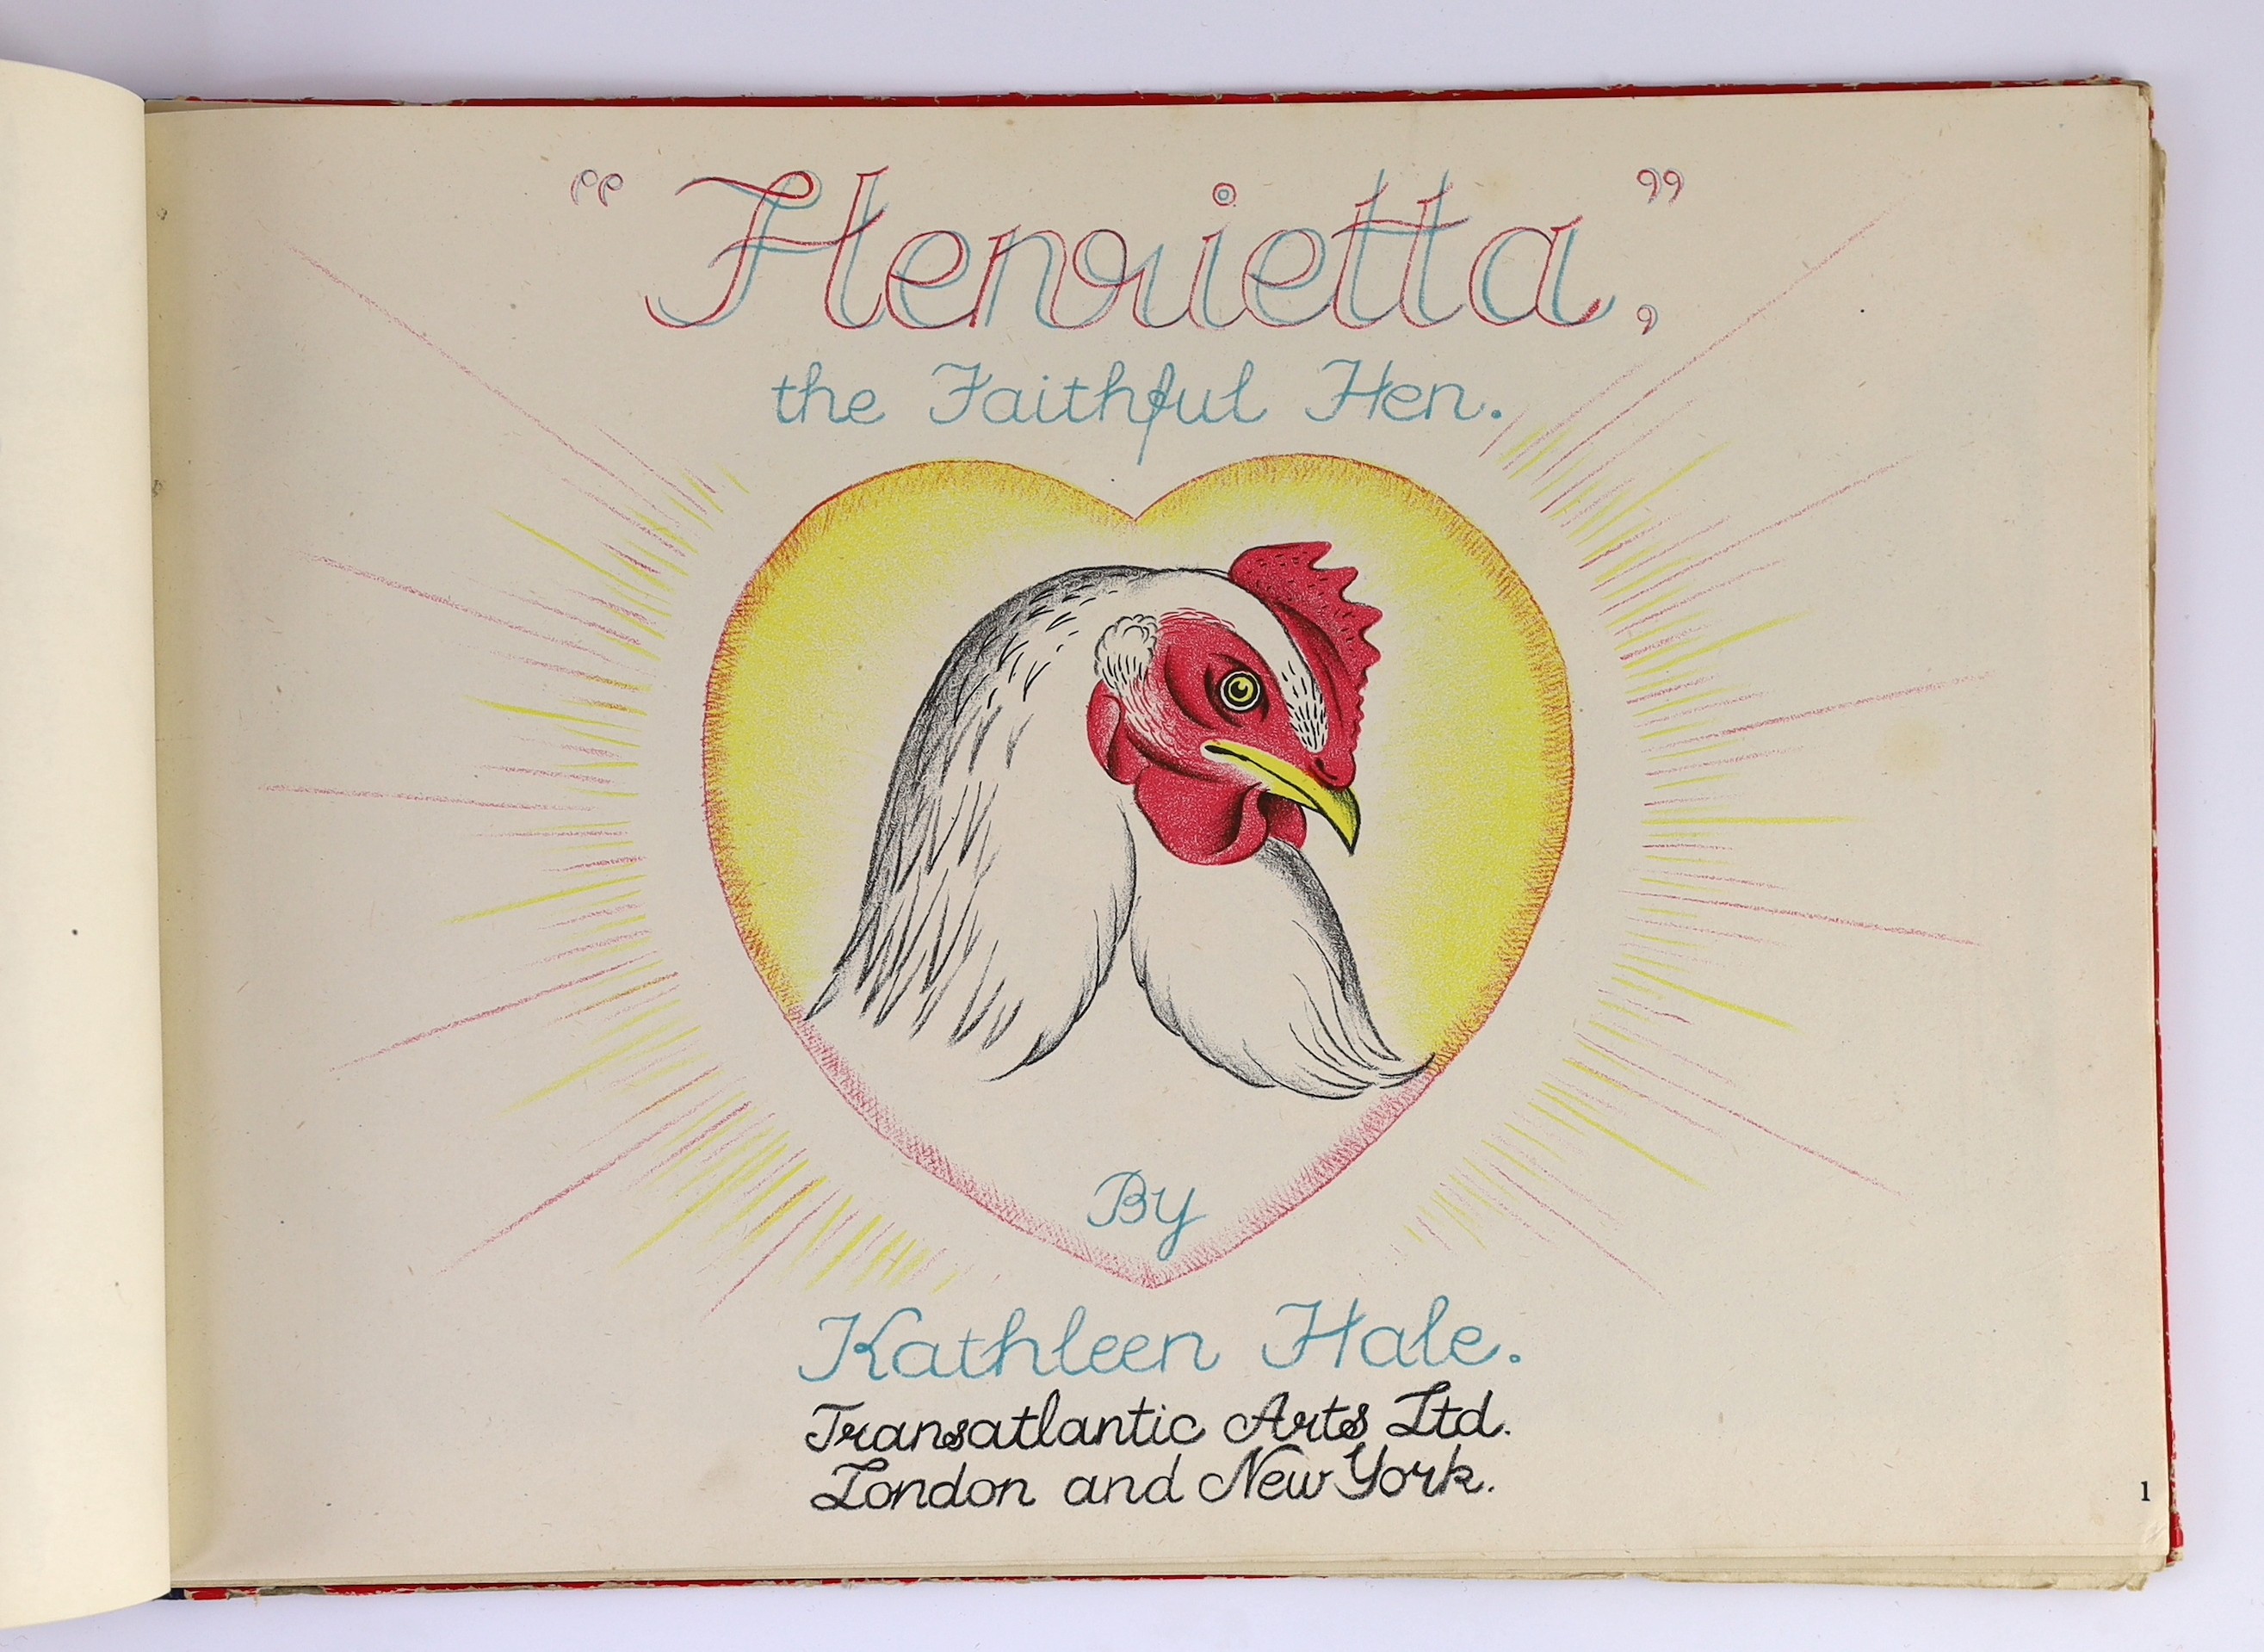 “Henrietta”,
the Faithful Hen.
By
Kathleen Hale.
Transatlantic Arts Ltd.
London and New York.
1